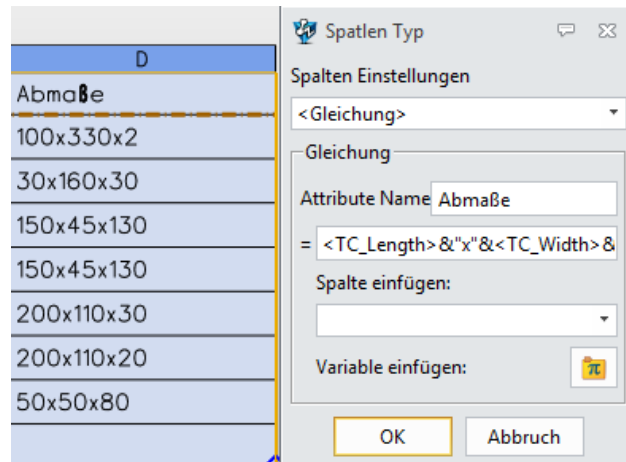 D
Abmaße
100x330x2
30x160x30
150x45x130
150x45x130
200x110x30
200x110x20
50x50x80
Spatlen Typ
Spalten Einstellungen
<Gleichung>
Gleichung
Attribute Name Abmaße
= <TC_Length>&"x"&<TC_Width>&
Spalte einfügen:
Variable einfügen: π
OK Abbruch